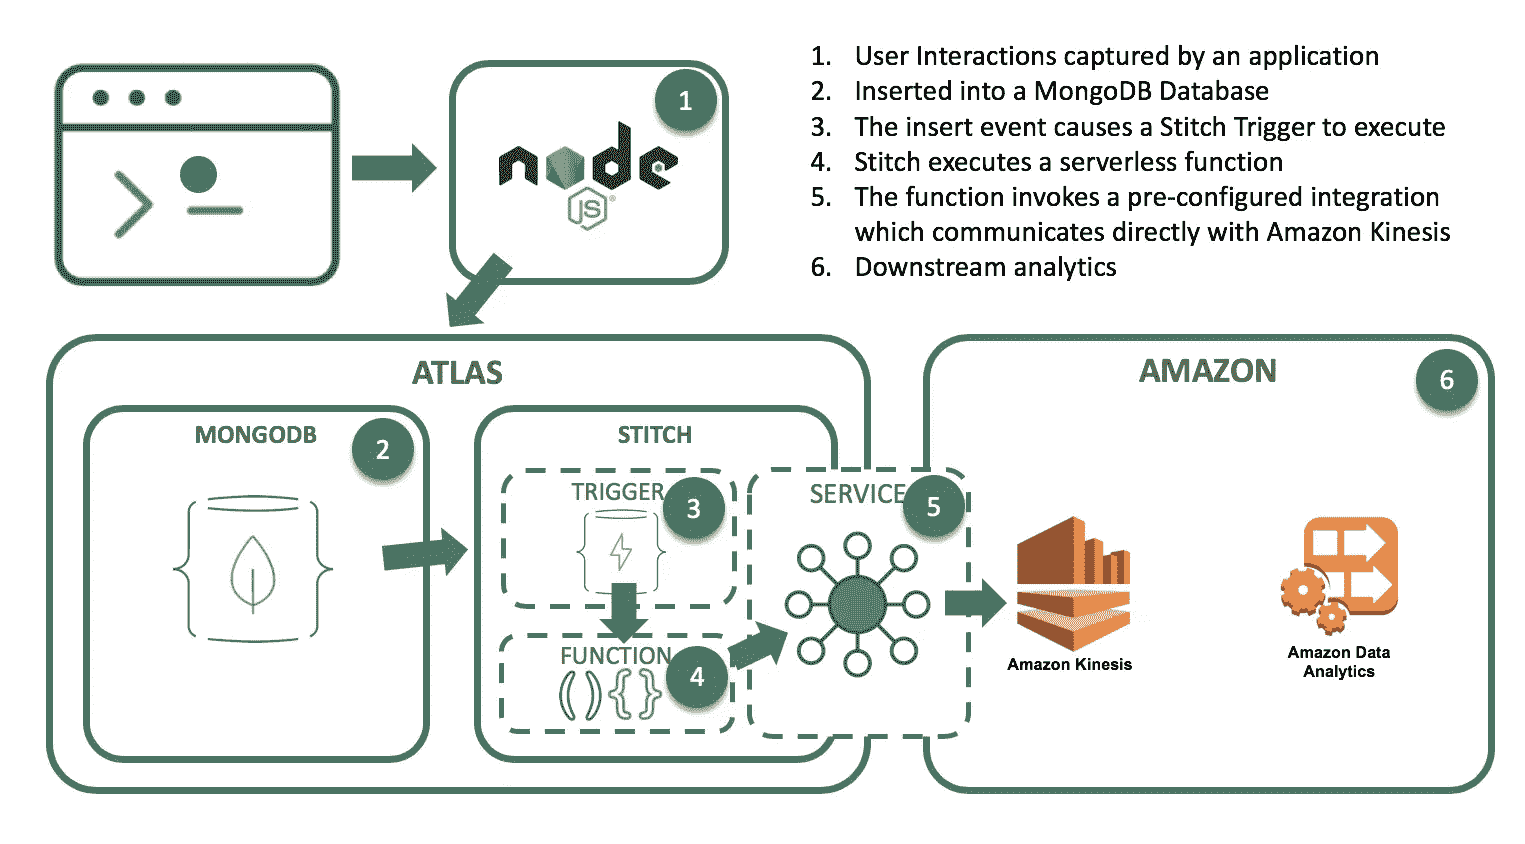 1. User Interactions captured by an application
2. Inserted into a MongoDB Database
3. The insert event causes a Stitch Trigger to execute
4. Stitch executes a serverless function
5. The function invokes a pre-configured integration
which communicates directly with Amazon Kinesis
6. Downstream analytics
1
node
JS®
ATLAS
MONGODB
2
STITCH
TRIGGER
3
FUNCTION
4
(){}
SERVICE
5
AMAZON
6
Amazon Kinesis
Amazon Data
Analytics